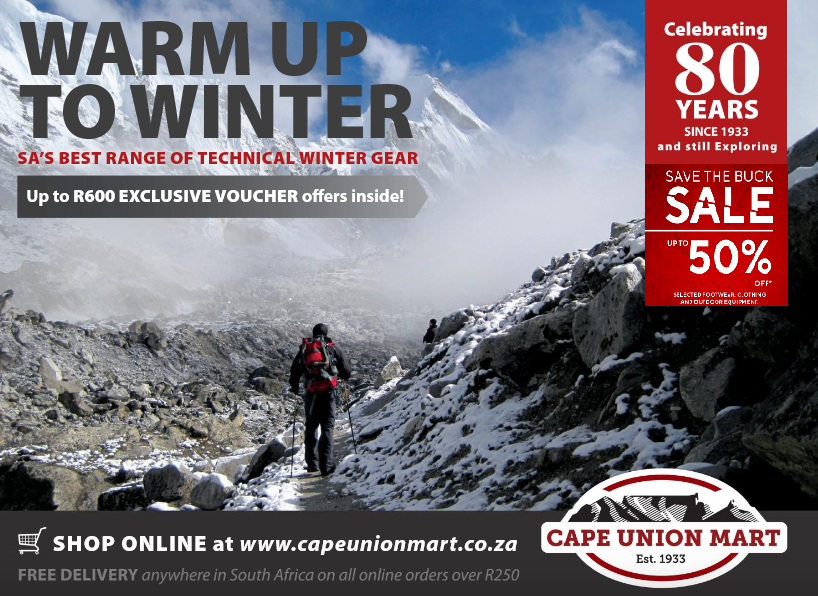 WARM UP
TO WINTER
SA'S BEST RANGE OF TECHNICAL WINTER GEAR
Up to R600 EXCLUSIVE VOUCHER offers inside!
Celebrating
80
YEARS
SINCE 1933
and still Exploring
SAVE THE BUCK
SALE
UP TO 50%
OFF*
SELECTED FOOTWEAR, CLOTHING
AND OUTDOOR EQUIPMENT
SHOP ONLINE at www.capeunionmart.co.za
FREE DELIVERY anywhere in South Africa on all online orders over R250
CAPE UNION MART
Est. 1933